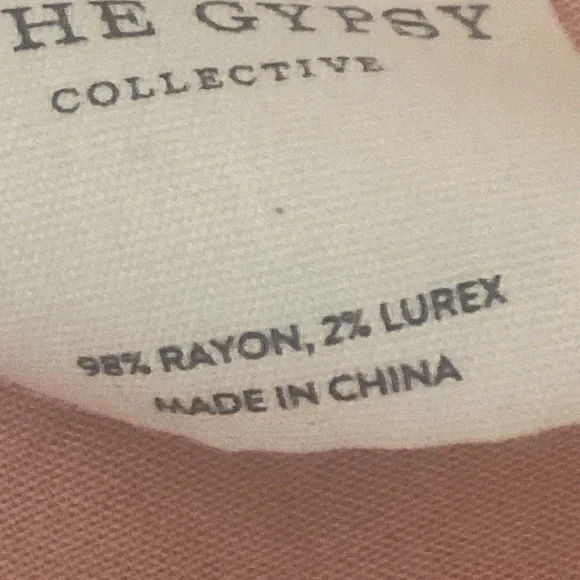 HE GYPSY
COLLECTIVE
98% RAYON, 2% LUREX
MADE IN CHINA